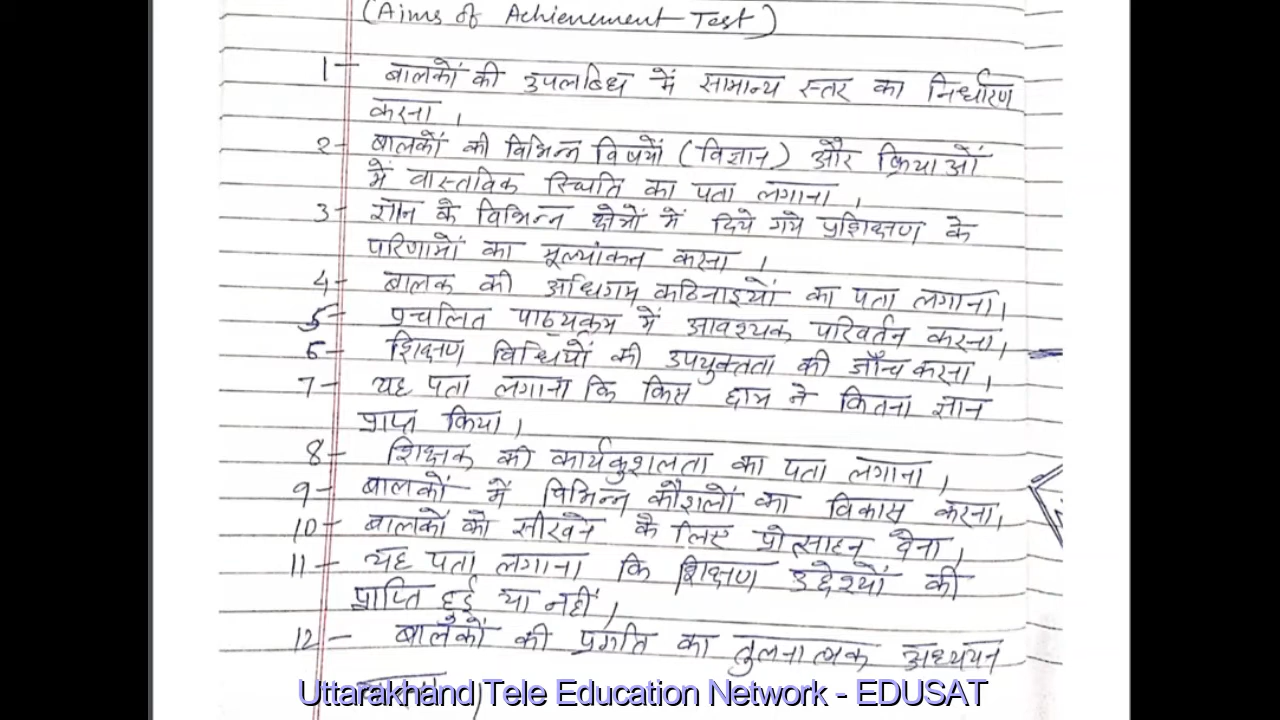 (Aims of Achievement Test)
1- बालकों की उपलब्धि में सामान्य स्तर का निर्धारण
करना ।
2- बालकों की विभिन्न विषयों (विज्ञान) और क्रियाओं
में वास्तविक स्थिति का पता लगाना ।
3- ज्ञान के विभिन्न क्षेत्रों में दिये गये प्रशिक्षण के
परिणामों का मूल्यांकन करना ।
4- बालक की अधिगम कठिनाइयों का पता लगाना ।
5- प्रचलित पाठ्यक्रम में आवश्यक परिवर्तन करना ।
6- शिक्षण विधियों की उपयुक्तता की जाँच करना ।
7- यह पता लगाना कि किस छात्र ने कितना ज्ञान
प्राप्त किया ।
8- शिक्षक की कार्यकुशलता का पता लगाना ।
9- बालकों में विभिन्न कौशलों का विकास करना ।
10- बालकों को सीखने के लिए प्रोत्साहन देना ।
11- यह पता लगाना कि शिक्षण उद्देश्यों की
प्राप्ति हुई या नहीं ।
12- बालकों की प्रगति का तुलनात्मक अध्ययन
Uttarakhand Tele Education Network - EDUSAT